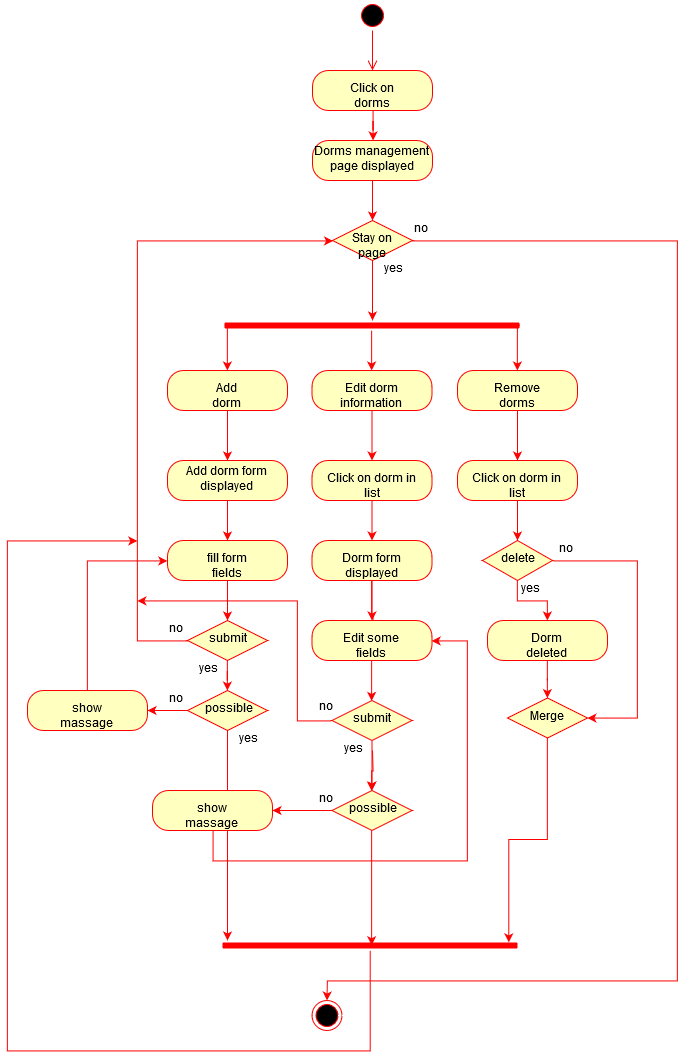 Click on
dorms
Dorms management
page displayed
no
Stay on
page
yes
Add
dorm
Edit dorm
information
Remove
dorms
Add dorm form
displayed
Click on dorm in
list
Click on dorm in
list
fill form
fields
Dorm form
displayed
delete
no
yes
no
submit
yes
Edit some
fields
Dorm
deleted
show
massage
no
possible
yes
no
submit
yes
Merge
show
massage
no
possible